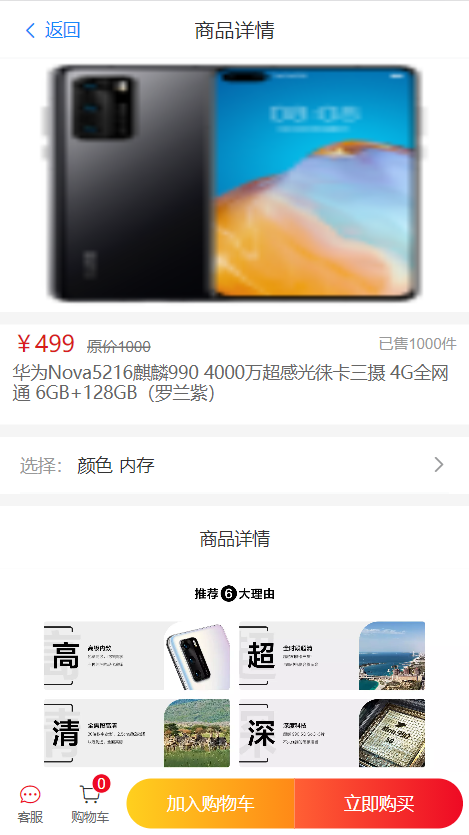 返回
商品详情
￥499 原价1000 已售1000件
华为Nova5216麒麟990 4000万超感光徕卡三摄 4G全网
通 6GB+128GB（罗兰紫）
选择： 颜色 内存
商品详情
推荐6大理由
高
超
清
深 深度科技
客服
0
购物车
加入购物车
立即购买